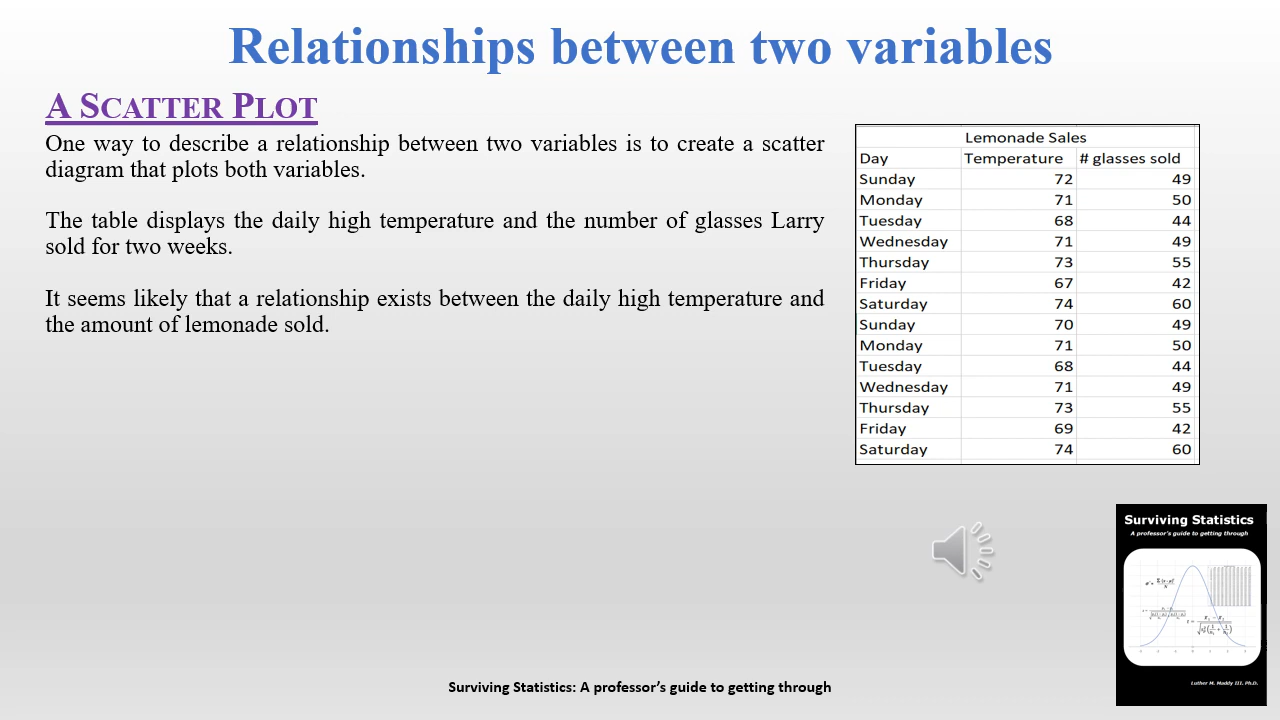 Relationships between two variables
A SCATTER PLOT
One way to describe a relationship between two variables is to create a scatter
diagram that plots both variables.
The table displays the daily high temperature and the number of glasses Larry
sold for two weeks.
It seems likely that a relationship exists between the daily high temperature and
the amount of lemonade sold.
Lemonade Sales
Day Temperature # glasses sold
Sunday 72 49
Monday 71 50
Tuesday 68 44
Wednesday 71 49
Thursday 73 55
Friday 67 42
Saturday 74 60
Sunday 70 49
Monday 71 50
Tuesday 68 44
Wednesday 71 49
Thursday 73 55
Friday 69 42
Saturday 74 60
Surviving Statistics
A professor's guide to getting through
Luther M. Maddy III, Ph.D.
Surviving Statistics: A professor’s guide to getting through